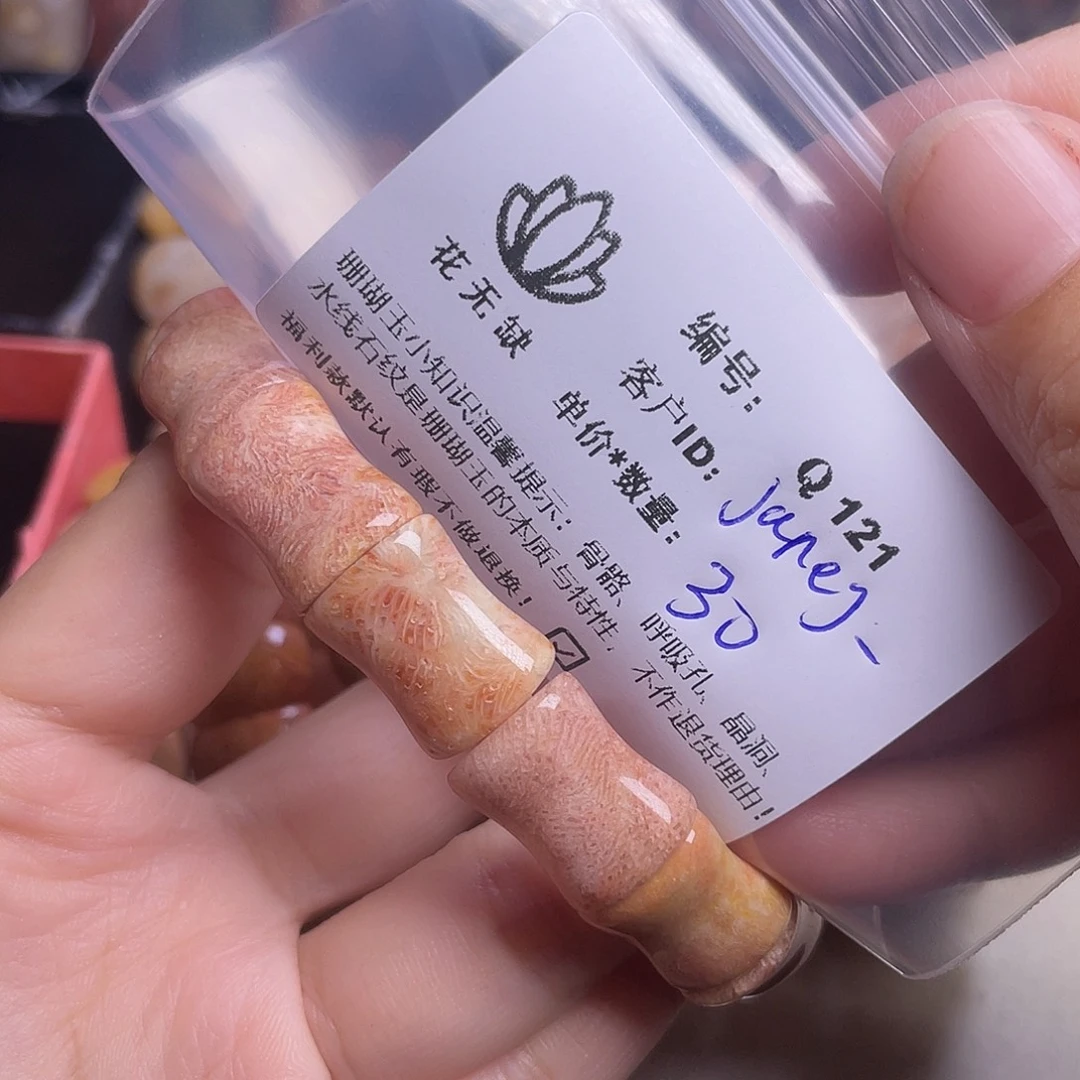 花无缺
编号： Q121
客户ID： Janey_
单价*数量： 30
珊瑚玉小知识温馨提示：骨骼、呼吸孔、晶洞、
水线石纹是珊瑚玉的本质与特性，不作退货理由！
福利款默认有瑕不做退换！ ☑